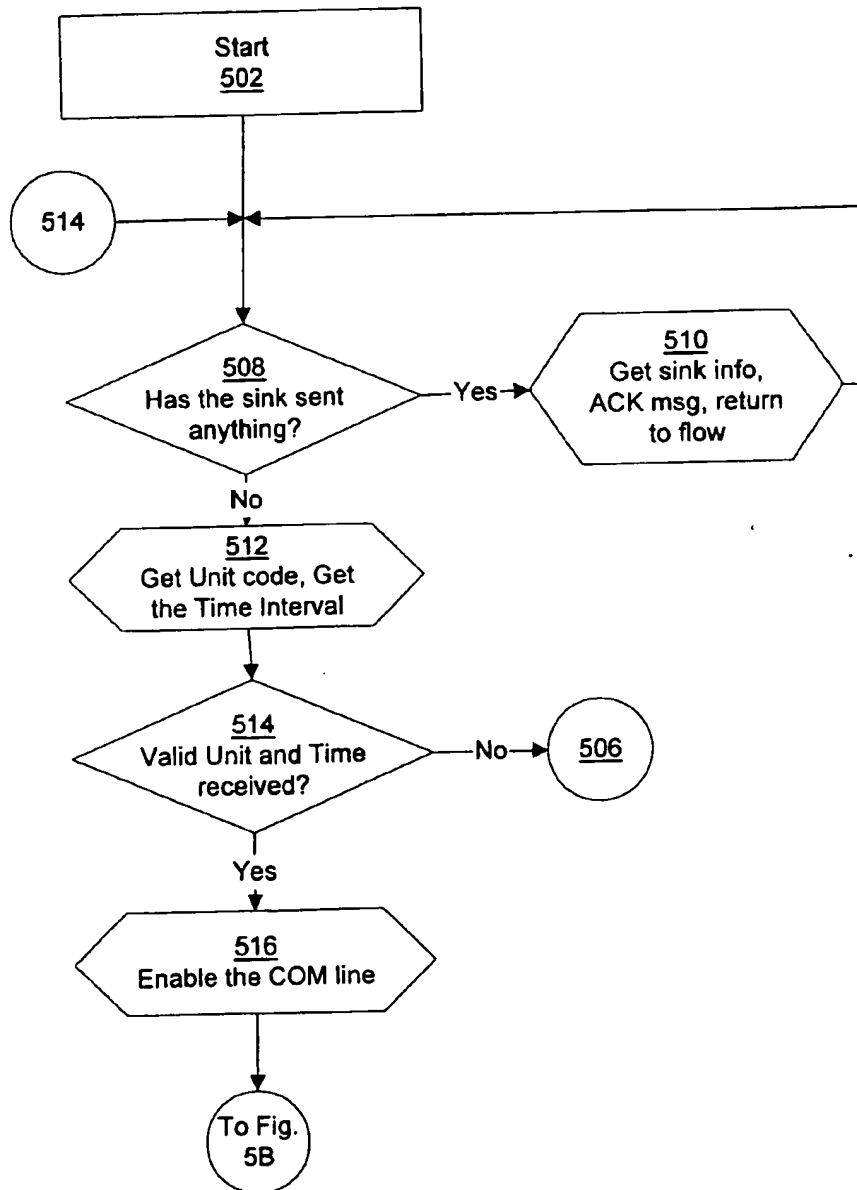 Start
502
514
508
Has the sink sent
anything?
Yes
510
Get sink info,
ACK msg, return
to flow
No
512
Get Unit code, Get
the Time Interval
514
Valid Unit and Time
received?
No
506
Yes
516
Enable the COM line
To Fig.
5B